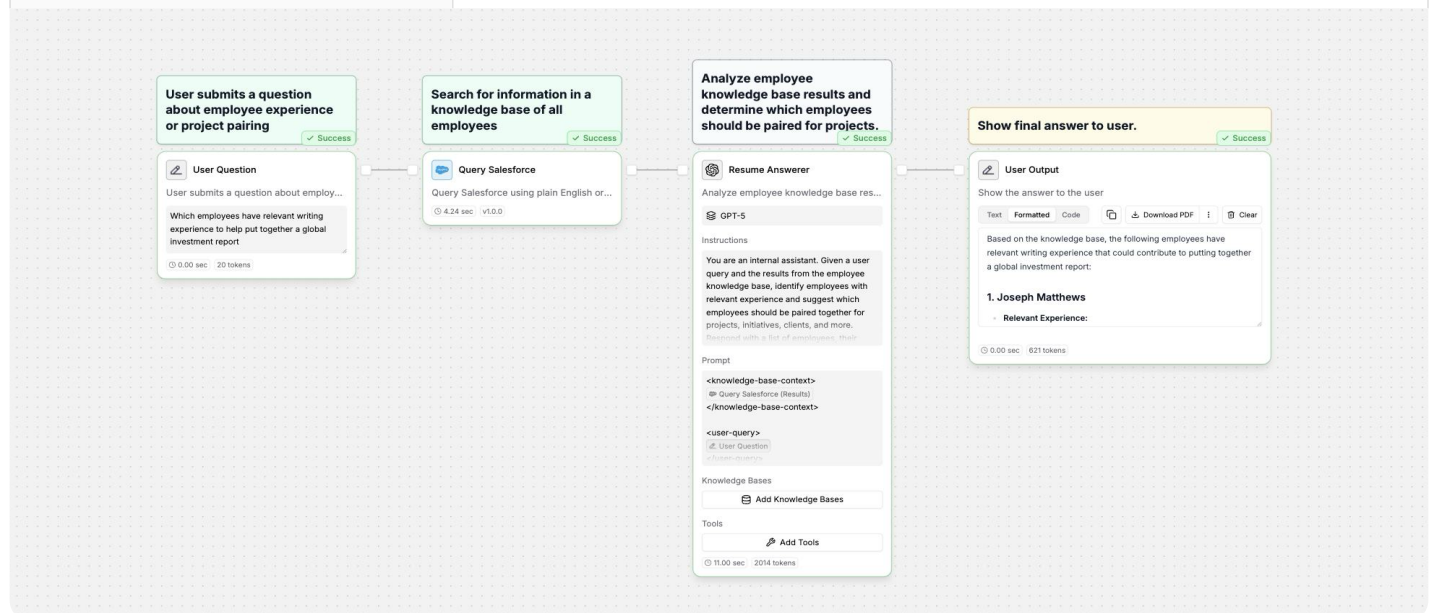 User submits a question
about employee experience
or project pairing
✓ Success
User Question
User submits a question about employ...
Which employees have relevant writing
experience to help put together a global
investment report
0.00 sec 20 tokens
Search for information in a
knowledge base of all
employees
✓ Success
Query Salesforce
Query Salesforce using plain English or...
4.24 sec v1.0.0
Analyze employee
knowledge base results and
determine which employees
should be paired for projects.
✓ Success
Resume Answerer
Analyze employee knowledge base res...
GPT-5
Instructions
You are an internal assistant. Given a user
query and the results from the employee
knowledge base, identify employees with
relevant experience and suggest which
employees should be paired together for
projects, initiatives, clients, and more.
Respond with a list of employees, their
Prompt
<knowledge-base-context>
Query Salesforce (Results)
</knowledge-base-context>
<user-query>
User Question
</user-query>
Knowledge Bases
Add Knowledge Bases
Tools
Add Tools
11.00 sec 2014 tokens
Show final answer to user.
✓ Success
User Output
Show the answer to the user
Text Formatted Code Download PDF Clear
Based on the knowledge base, the following employees have
relevant writing experience that could contribute to putting together
a global investment report:
1. Joseph Matthews
Relevant Experience:
0.00 sec 621 tokens